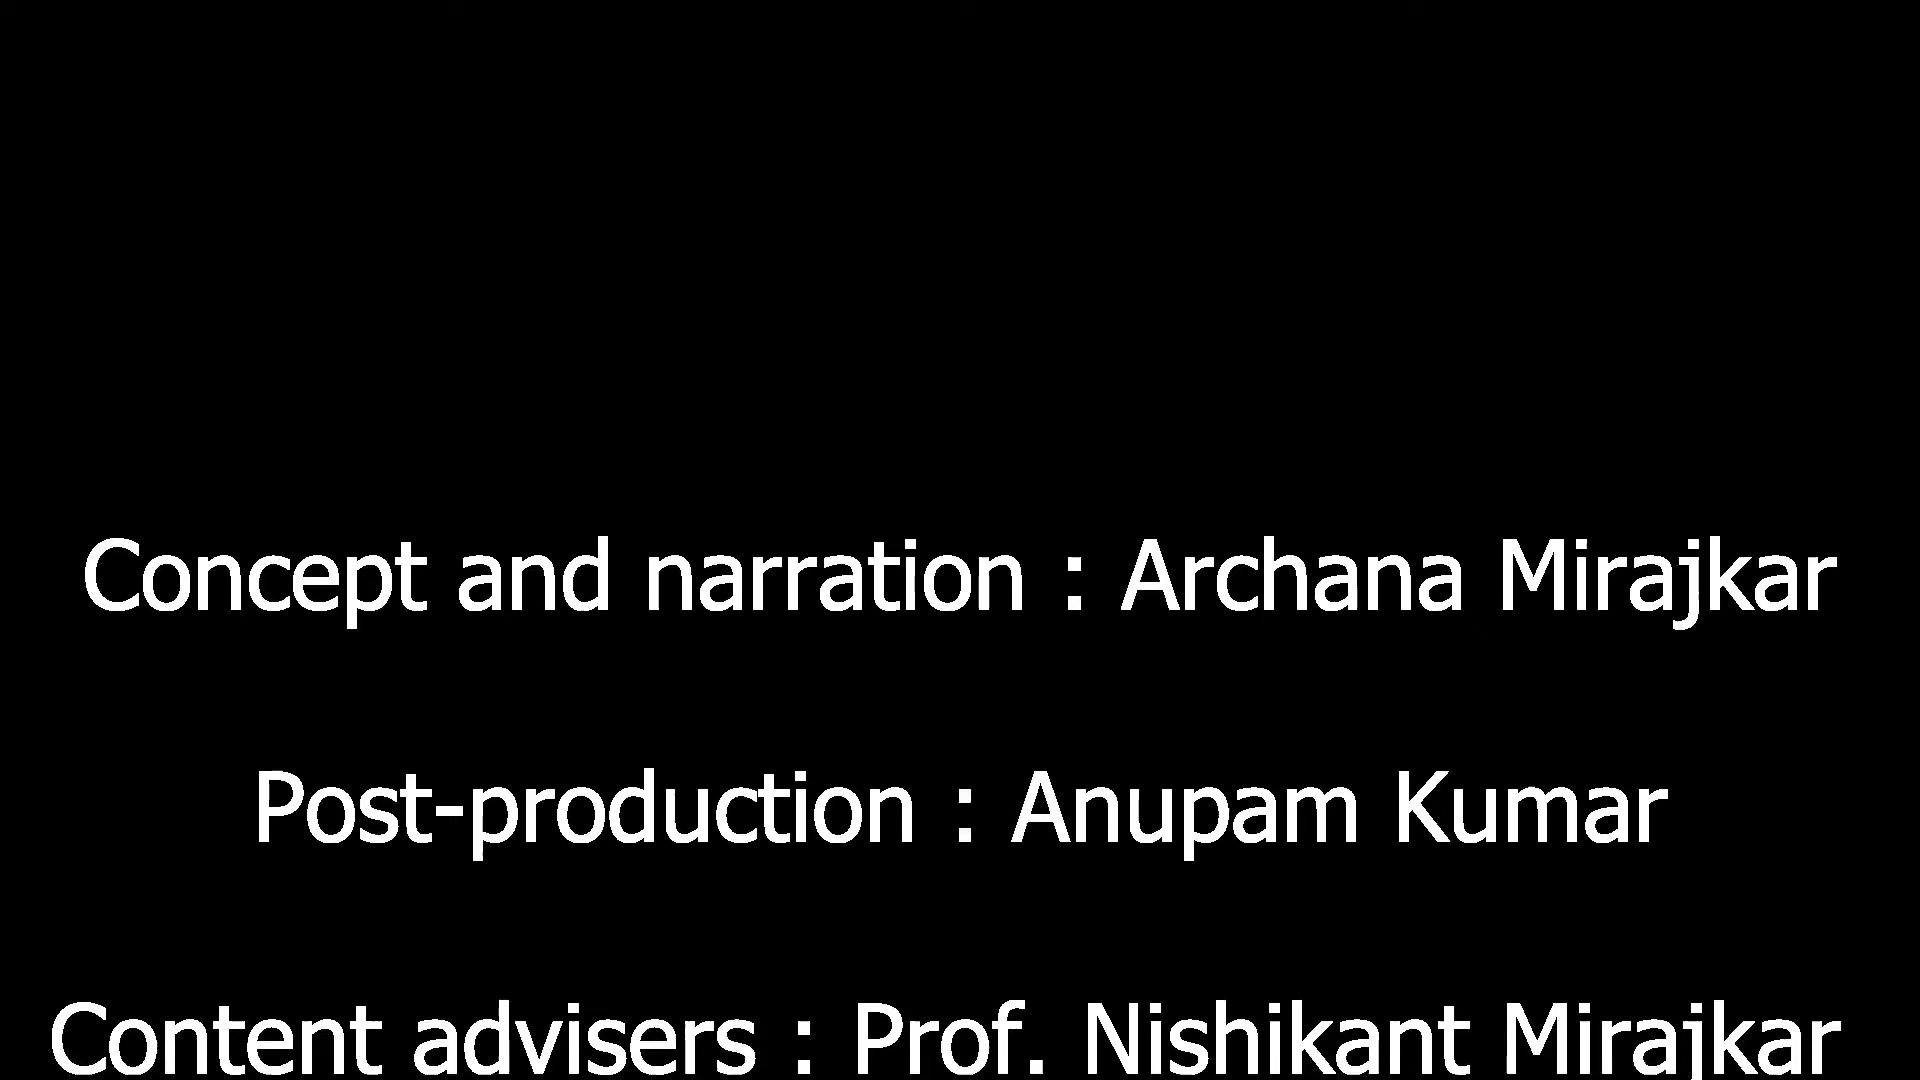 Concept and narration : Archana Mirajkar
Post-production : Anupam Kumar
Content advisers : Prof. Nishikant Mirajkar